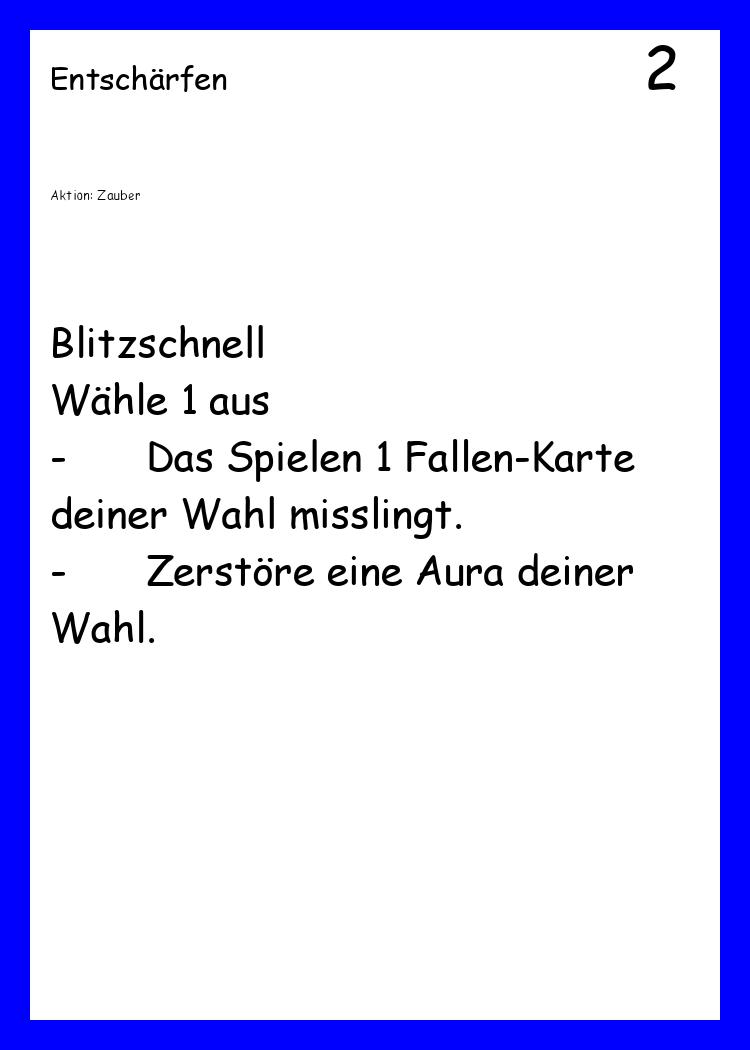 Entschärfen 2
Aktion: Zauber
Blitzschnell
Wähle 1 aus
- Das Spielen 1 Fallen-Karte
deiner Wahl misslingt.
- Zerstöre eine Aura deiner
Wahl.